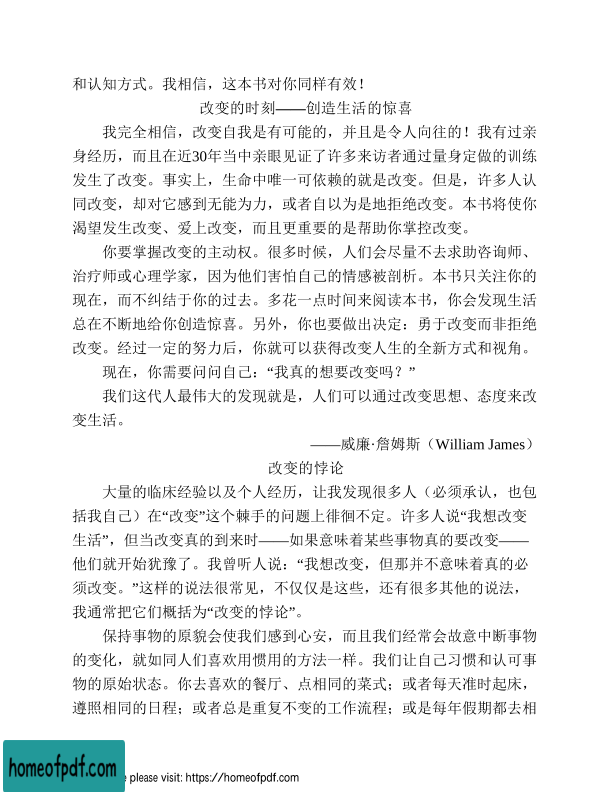 和认知方式。我相信，这本书对你同样有效！
改变的时刻——创造生活的惊喜
我完全相信，改变自我是有可能的，并且是令人向往的！我有过亲
身经历，而且在近30年当中亲眼见证了许多来访者通过量身定做的训练
发生了改变。事实上，生命中唯一可依赖的就是改变。但是，许多人认
同改变，却对它感到无能为力，或者自以为是地拒绝改变。本书将使你
渴望发生改变、爱上改变，而且更重要的是帮助你掌控改变。
你要掌握改变的主动权。很多时候，人们会尽量不去求助咨询师、
治疗师或心理学家，因为他们害怕自己的情感被剖析。本书只关注你的
现在，而不纠结于你的过去。多花一点时间来阅读本书，你会发现生活
总在不断地给你创造惊喜。另外，你也要做出决定：勇于改变而非拒绝
改变。经过一定的努力后，你就可以获得改变人生的全新方式和视角。
现在，你需要问问自己：“我真的想要改变吗？”
我们这代人最伟大的发现就是，人们可以通过改变思想、态度来改
变生活。
——威廉·詹姆斯（William James）
改变的悖论
大量的临床经验以及个人经历，让我发现很多人（必须承认，也包
括我自己）在“改变”这个棘手的问题上徘徊不定。许多人说“我想改变
生活”，但当改变真的到来时——如果意味着某些事物真的要改变——
他们就开始犹豫了。我曾听人说：“我想改变，但那并不意味着真的必
须改变。”这样的说法很常见，不仅仅是这些，还有很多其他的说法，
我通常把它们概括为“改变的悖论”。
保持事物的原貌会使我们感到心安，而且我们经常会故意中断事物
的变化，就如同人们喜欢用惯用的方法一样。我们让自己习惯和认可事
物的原始状态。你去喜欢的餐厅、点相同的菜式；或者每天准时起床，
遵照相同的日程；或者总是重复不变的工作流程；或是每年假期都去相
homeofpdf.com
e please visit: https://homeofpdf.com